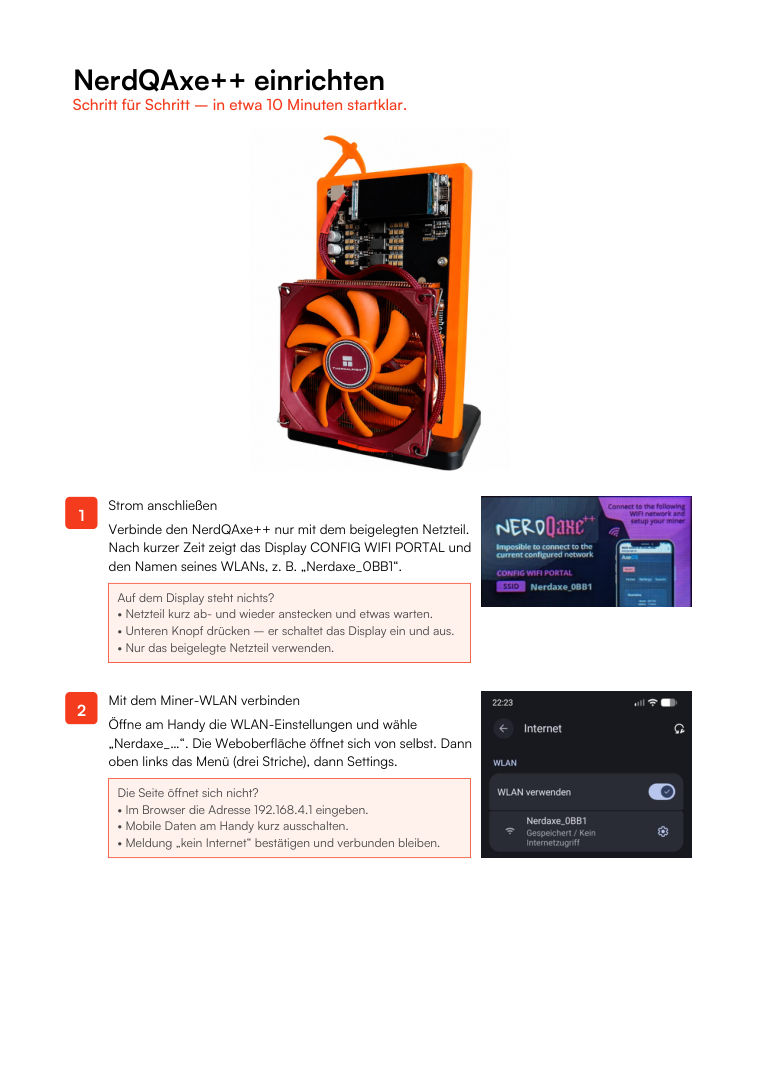 NerdQAxe++ einrichten
Schritt für Schritt – in etwa 10 Minuten startklar.
THERMALRIGHT
1
Strom anschließen
Verbinde den NerdQAxe++ nur mit dem beigelegten Netzteil.
Nach kurzer Zeit zeigt das Display CONFIG WIFI PORTAL und
den Namen seines WLANs, z. B. „Nerdaxe_0BB1“.
Auf dem Display steht nichts?
• Netzteil kurz ab- und wieder anstecken und etwas warten.
• Unteren Knopf drücken – er schaltet das Display ein und aus.
• Nur das beigelegte Netzteil verwenden.
Connect to the following
WIFI network and
setup your miner
NERDQaxe++
Imposible to connect to the
current configured network
CONFIG WIFI PORTAL
SSID Nerdaxe_0BB1
2
Mit dem Miner-WLAN verbinden
Öffne am Handy die WLAN-Einstellungen und wähle
„Nerdaxe_…“. Die Weboberfläche öffnet sich von selbst. Dann
oben links das Menü (drei Striche), dann Settings.
Die Seite öffnet sich nicht?
• Im Browser die Adresse 192.168.4.1 eingeben.
• Mobile Daten am Handy kurz ausschalten.
• Meldung „kein Internet“ bestätigen und verbunden bleiben.
22:23
Internet
WLAN
WLAN verwenden
Nerdaxe_0BB1
Gespeichert / Kein
Internetzugriff